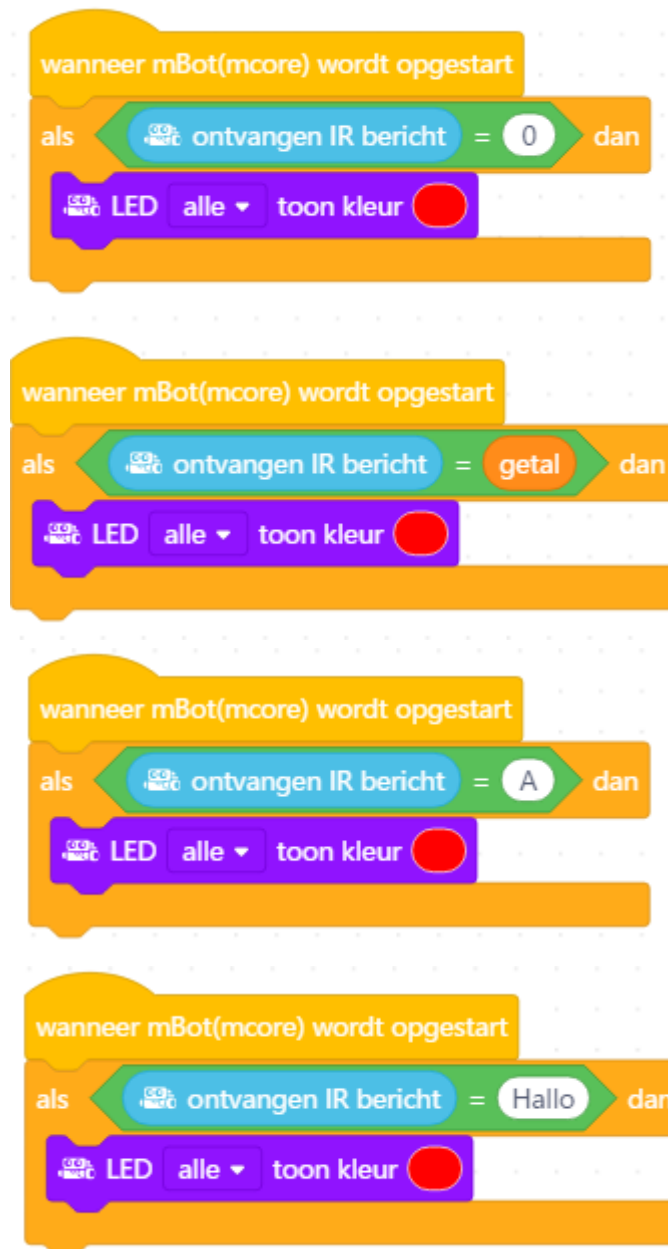 wanneer mBot(mcore) wordt opgestart
als ontvangen IR bericht = 0 dan
LED alle toon kleur
wanneer mBot(mcore) wordt opgestart
als ontvangen IR bericht = getal dan
LED alle toon kleur
wanneer mBot(mcore) wordt opgestart
als ontvangen IR bericht = A dan
LED alle toon kleur
wanneer mBot(mcore) wordt opgestart
als ontvangen IR bericht = Hallo dan
LED alle toon kleur